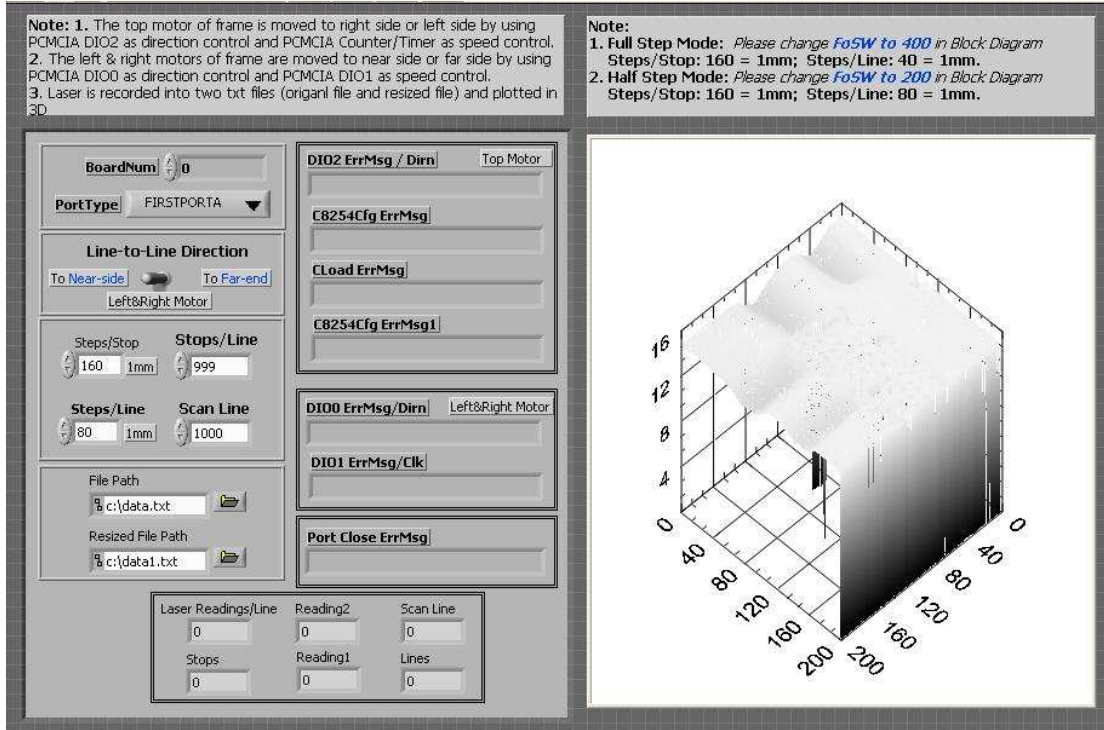 Note: 1. The top motor of frame is moved to right side or left side by using
PCMCIA DIO2 as direction control and PCMCIA Counter/Timer as speed control.
2. The left & right motors of frame are moved to near side or far side by using
PCMCIA DIO0 as direction control and PCMCIA DIO1 as speed control.
3. Laser is recorded into two txt files (origanl file and resized file) and plotted in
3D
Note:
1. Full Step Mode: Please change FoSW to 400 in Block Diagram
Steps/Stop: 160 = 1mm; Steps/Line: 40 = 1mm.
2. Half Step Mode: Please change FoSW to 200 in Block Diagram
Steps/Stop: 160 = 1mm; Steps/Line: 80 = 1mm.
BoardNum 0
PortType FIRSTPORTA
Line-to-Line Direction
To Near-side To Far-end
Left&Right Motor
Steps/Stop Stops/Line
160 1mm 999
Steps/Line Scan Line
80 1mm 1000
File Path
c:\data.txt
Resized File Path
c:\data1.txt
DIO2 ErrMsg / Dirn Top Motor
C8254Cfg ErrMsg
CLoad ErrMsg
C8254Cfg ErrMsg1
DIO0 ErrMsg/Dirn Left&Right Motor
DIO1 ErrMsg/Clk
Port Close ErrMsg
Laser Readings/Line Reading2 Scan Line
0 0 0
Stops Reading1 Lines
0 0 0
16
12
8
4
0
0
40
80
120
160
200
200
160
120
80
40
0